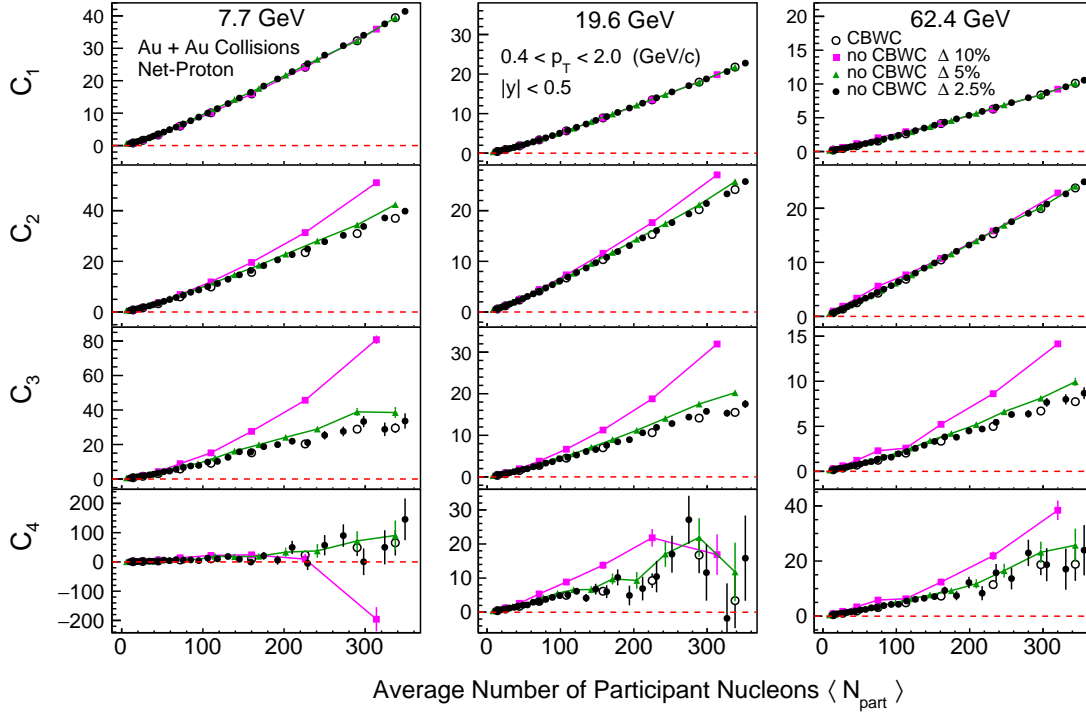 7.7 GeV
19.6 GeV
62.4 GeV
Au + Au Collisions
Net-Proton
0.4 < p_T < 2.0 (GeV/c)
|y| < 0.5
CBWC
no CBWC Δ 10%
no CBWC Δ 5%
no CBWC Δ 2.5%
C_1
40
30
20
10
0
20
10
0
20
15
10
5
0
C_2
40
20
0
20
10
0
20
10
0
C_3
80
60
40
20
0
30
20
10
0
15
10
5
0
C_4
200
100
0
−100
−200
30
20
10
0
40
20
0
0 100 200 300
0 100 200 300
0 100 200 300
Average Number of Participant Nucleons ⟨ N_part ⟩